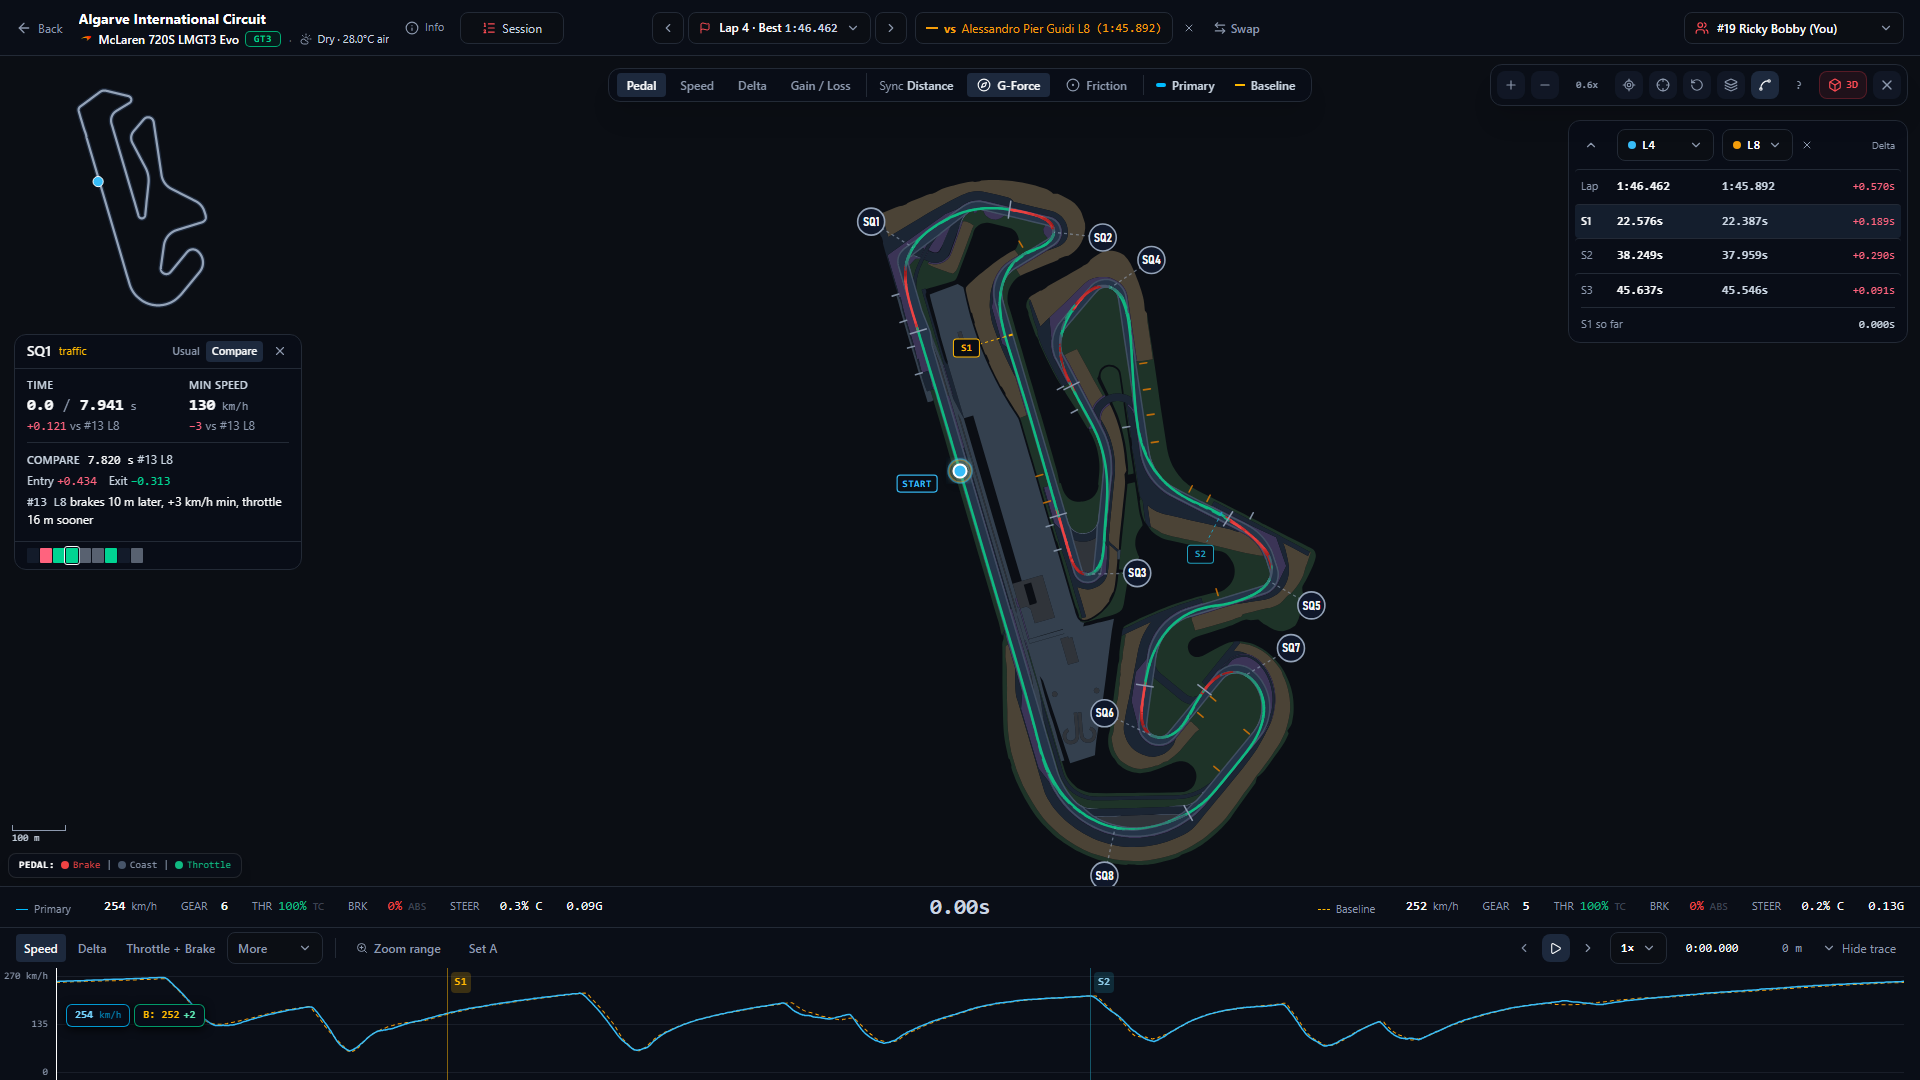 Back
Algarve International Circuit
McLaren 720S LMGT3 Evo GT3 · Dry · 28.0°C air
Info
Session
Lap 4 · Best 1:46.462
vs Alessandro Pier Guidi L8 (1:45.892)
Swap
#19 Ricky Bobby (You)
Pedal Speed Delta Gain / Loss Sync Distance G-Force Friction Primary Baseline
+ − 0.6x ? 3D
L4 L8 × Delta
Lap 1:46.462 1:45.892 +0.570s
S1 22.576s 22.387s +0.189s
S2 38.249s 37.959s +0.290s
S3 45.637s 45.546s +0.091s
S1 so far 0.000s
SQ1
SQ2
SQ4
S1
START
S2
SQ3
SQ5
SQ7
SQ6
SQ8
SQ1 traffic Usual Compare ×
TIME MIN SPEED
0.0 / 7.941 s 130 km/h
+0.121 vs #13 L8 −3 vs #13 L8
COMPARE 7.820 s #13 L8
Entry +0.434 Exit −0.313
#13 L8 brakes 10 m later, +3 km/h min, throttle
16 m sooner
100 m
PEDAL: Brake | Coast | Throttle
Primary 254 km/h GEAR 6 THR 100% TC BRK 0% ABS STEER 0.3% C 0.09G
0.00s
--- Baseline 252 km/h GEAR 5 THR 100% TC BRK 0% ABS STEER 0.2% C 0.13G
Speed Delta Throttle + Brake More Zoom range Set A
1x 0:00.000 0 m Hide trace
270 km/h
S1
S2
254 km/h B: 252 +2
135
0